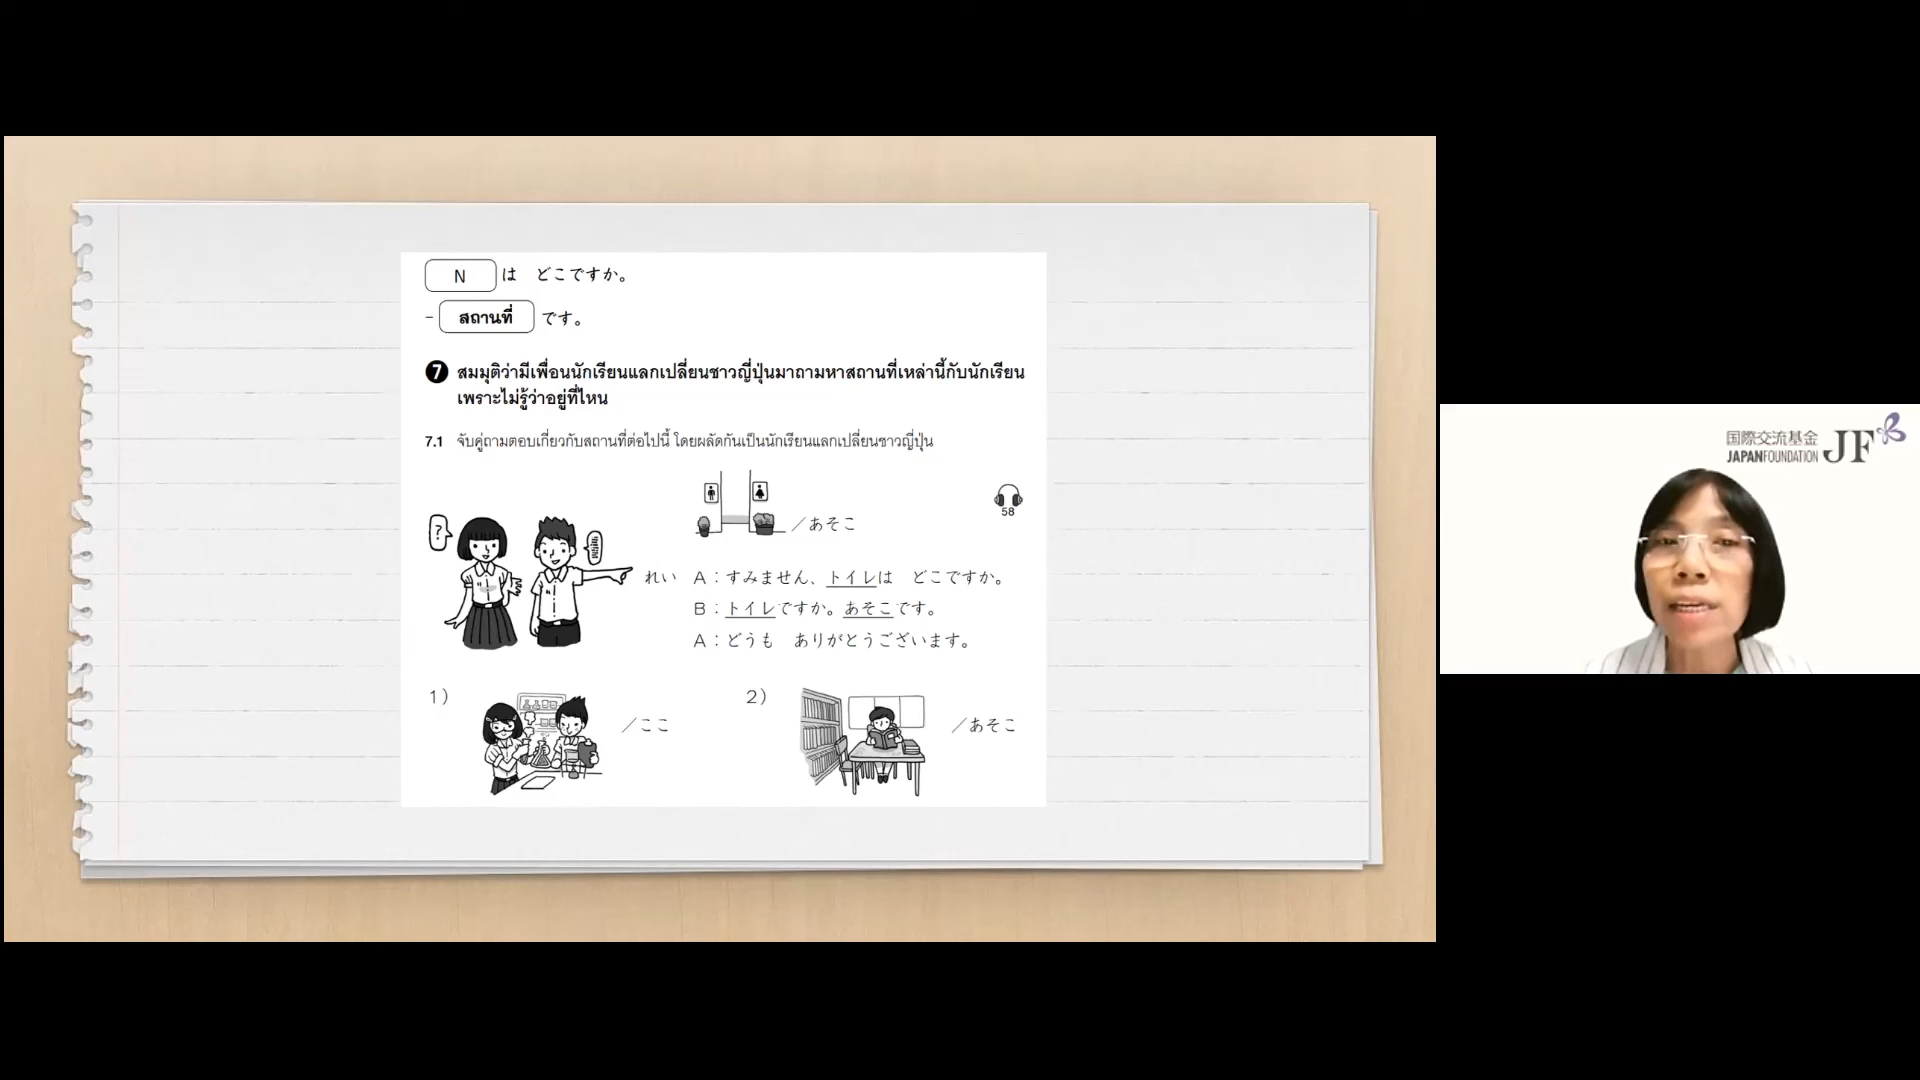 N は どこですか。
- สถานที่ です。
7 สมมุติว่ามีเพื่อนนักเรียนแลกเปลี่ยนชาวญี่ปุ่นมาถามหาสถานที่เหล่านี้กับนักเรียน
เพราะไม่รู้ว่าอยู่ที่ไหน
7.1 จับคู่ถามตอบเกี่ยวกับสถานที่ต่อไปนี้ โดยผลัดกันเป็นนักเรียนแลกเปลี่ยนชาวญี่ปุ่น
58
／あそこ
?
れい A：すみません、トイレは どこですか。
B：トイレですか。あそこです。
A：どうも ありがとうございます。
1） ／ここ
2） ／あそこ
国際交流基金
JAPANFOUNDATION JF